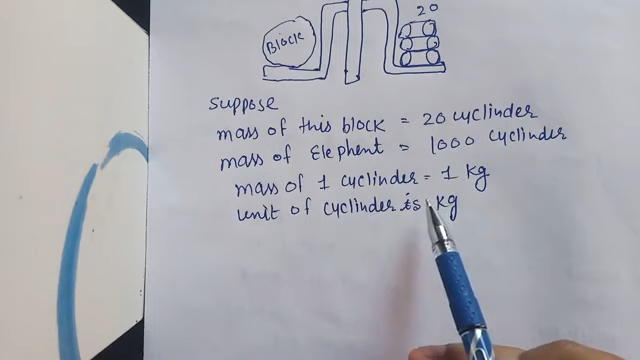 20
Block
Suppose
mass of this block = 20 cyclinder
mass of Elephent = 1000 cyclinder
mass of 1 cyclinder = 1 kg
unit of cyclinder is kg